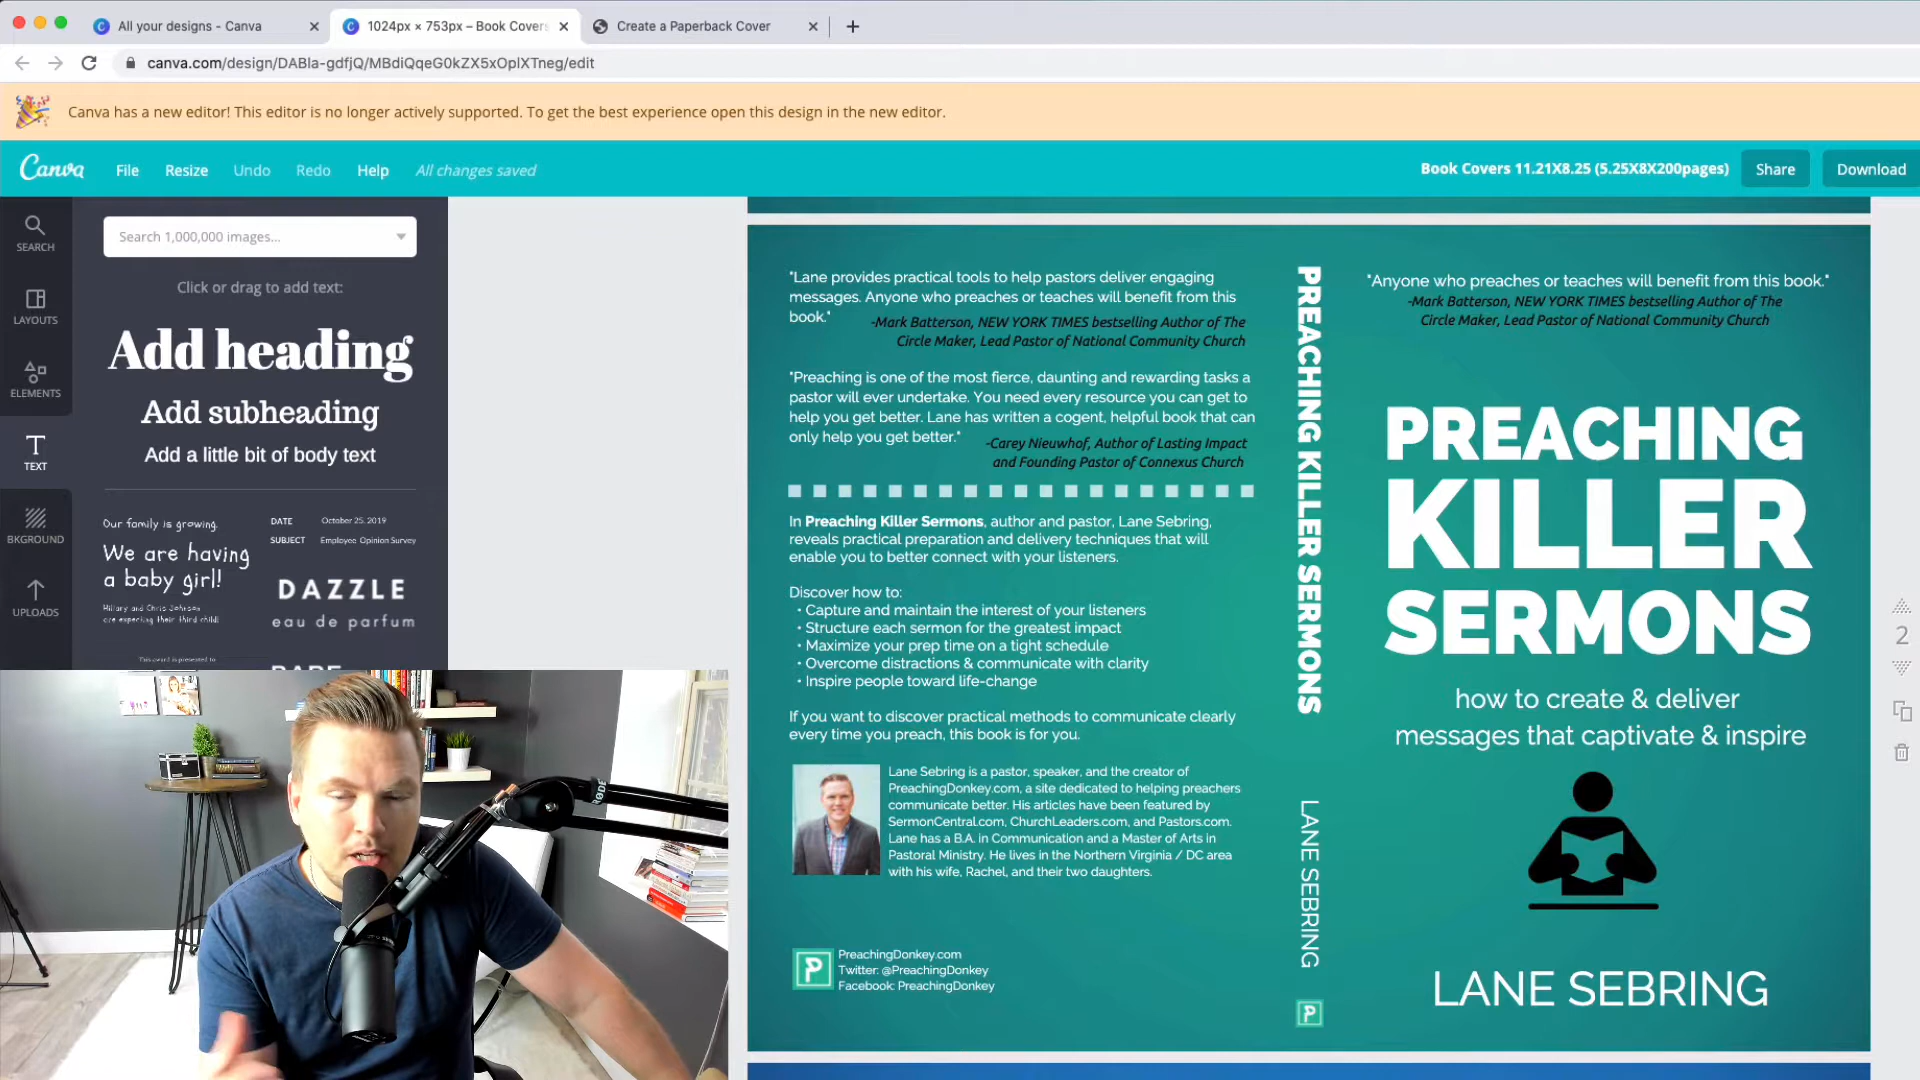 All your designs - Canva
1024px × 753px – Book Covers
Create a Paperback Cover
canva.com/design/DABla-gdfjQ/MBdiQqeG0kZX5xOplXTneg/edit
Canva has a new editor! This editor is no longer actively supported. To get the best experience open this design in the new editor.
Canva
File
Resize
Undo
Redo
Help
All changes saved
Book Covers 11.21X8.25 (5.25X8X200pages)
Share
Download
SEARCH
LAYOUTS
ELEMENTS
TEXT
BKGROUND
UPLOADS
Search 1,000,000 images...
Click or drag to add text:
Add heading
Add subheading
Add a little bit of body text
Our family is growing.
We are having
a baby girl!
Hillary and Chris Johnson
are expecting their third child!
DATE October 25, 2019
SUBJECT Employee Opinion Survey
DAZZLE
eau de parfum
This award is presented to
"Lane provides practical tools to help pastors deliver engaging
messages. Anyone who preaches or teaches will benefit from this
book."
-Mark Batterson, NEW YORK TIMES bestselling Author of The
Circle Maker, Lead Pastor of National Community Church
"Preaching is one of the most fierce, daunting and rewarding tasks a
pastor will ever undertake. You need every resource you can get to
help you get better. Lane has written a cogent, helpful book that can
only help you get better."
-Carey Nieuwhof, Author of Lasting Impact
and Founding Pastor of Connexus Church
In Preaching Killer Sermons, author and pastor, Lane Sebring,
reveals practical preparation and delivery techniques that will
enable you to better connect with your listeners.
Discover how to:
• Capture and maintain the interest of your listeners
• Structure each sermon for the greatest impact
• Maximize your prep time on a tight schedule
• Overcome distractions & communicate with clarity
• Inspire people toward life-change
If you want to discover practical methods to communicate clearly
every time you preach, this book is for you.
Lane Sebring is a pastor, speaker, and the creator of
PreachingDonkey.com, a site dedicated to helping preachers
communicate better. His articles have been featured by
SermonCentral.com, ChurchLeaders.com, and Pastors.com.
Lane has a B.A. in Communication and a Master of Arts in
Pastoral Ministry. He lives in the Northern Virginia / DC area
with his wife, Rachel, and their two daughters.
P
PreachingDonkey.com
Twitter: @PreachingDonkey
Facebook: PreachingDonkey
PREACHING KILLER SERMONS
LANE SEBRING
P
"Anyone who preaches or teaches will benefit from this book."
-Mark Batterson, NEW YORK TIMES bestselling Author of The
Circle Maker, Lead Pastor of National Community Church
PREACHING
KILLER
SERMONS
how to create & deliver
messages that captivate & inspire
LANE SEBRING
2
RØDE